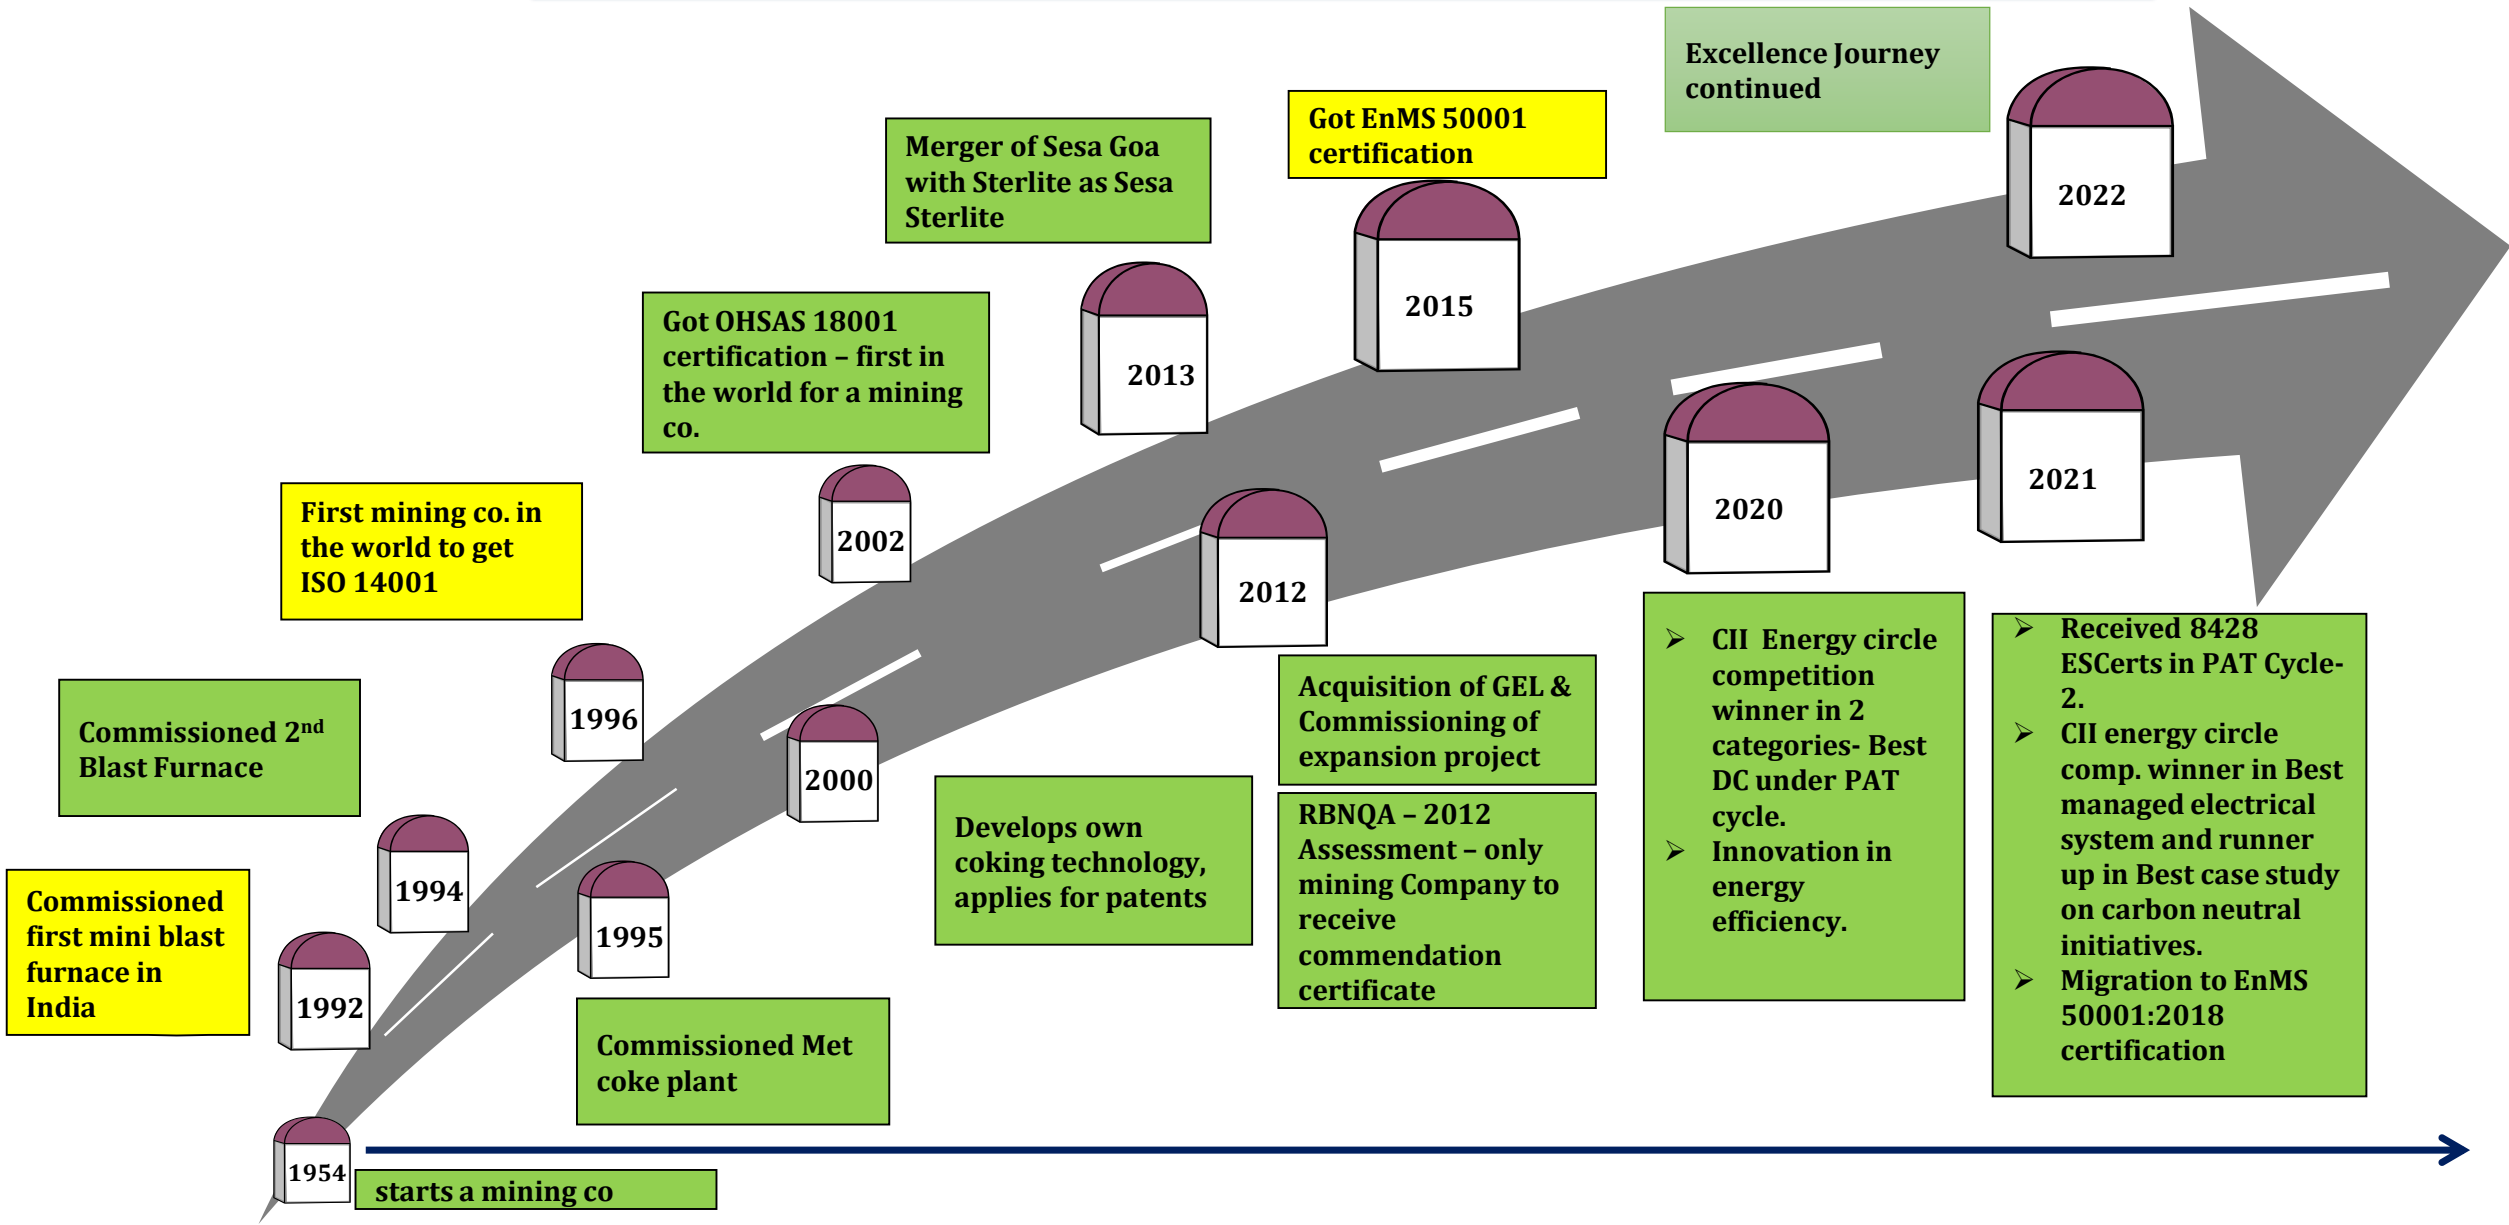 Excellence Journey
continued
2022
Got EnMS 50001
certification
2015
Merger of Sesa Goa
with Sterlite as Sesa
Sterlite
2013
Got OHSAS 18001
certification – first in
the world for a mining
co.
2002
First mining co. in
the world to get
ISO 14001
1996
Commissioned 2nd
Blast Furnace
1994
Commissioned
first mini blast
furnace in
India
1992
1954
starts a mining co
1995
Commissioned Met
coke plant
2000
Develops own
coking technology,
applies for patents
2012
Acquisition of GEL &
Commissioning of
expansion project
RBNQA – 2012
Assessment – only
mining Company to
receive
commendation
certificate
2020
➢ CII Energy circle
competition
winner in 2
categories- Best
DC under PAT
cycle.
➢ Innovation in
energy
efficiency.
2021
➢ Received 8428
ESCerts in PAT Cycle-
2.
➢ CII energy circle
comp. winner in Best
managed electrical
system and runner
up in Best case study
on carbon neutral
initiatives.
➢ Migration to EnMS
50001:2018
certification